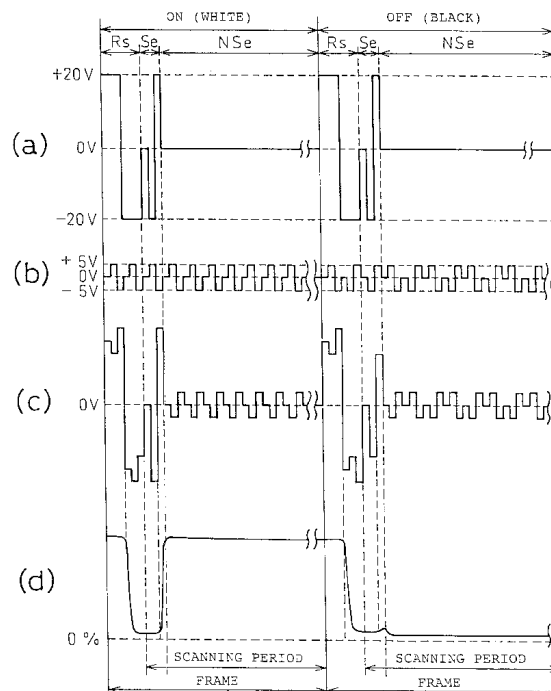 ON (WHITE) OFF (BLACK)
Rs Se NSe Rs Se NSe
+20V
(a) 0V
-20V
+5V
(b) 0V
-5V
(c) 0V
(d)
0 %
SCANNING PERIOD SCANNING PERIOD
FRAME FRAME